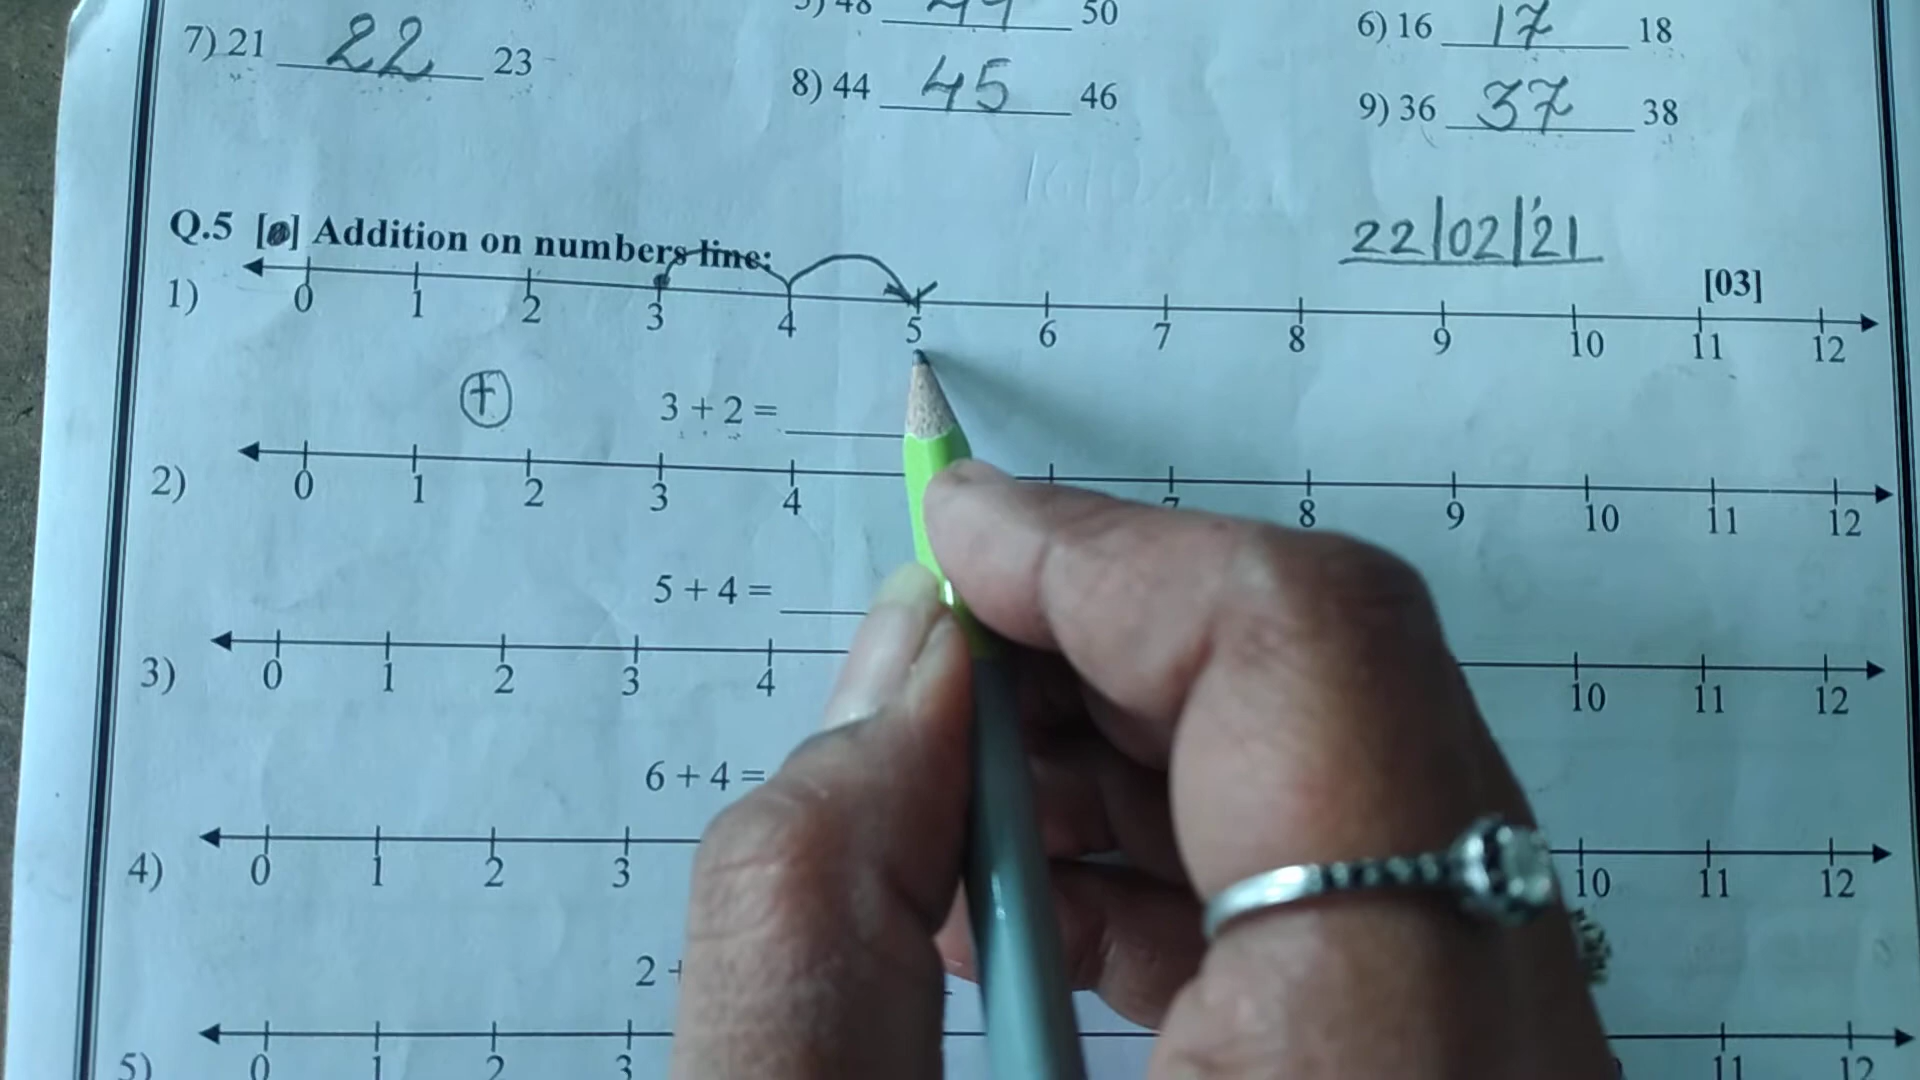 7) 21 22 23
50
6) 16 17 18
8) 44 45 46
9) 36 37 38
22/02/'21
Q.5 [ ] Addition on numbers line:
[03]
1) 0 1 2 3 4 5 6 7 8 9 10 11 12
+ 3 + 2 =
2) 0 1 2 3 4 8 9 10 11 12
5 + 4 =
3) 0 1 2 3 4 10 11 12
6 + 4 =
4) 0 1 2 3 10 11 12
2 +
5) 0 1 2 3 11 12